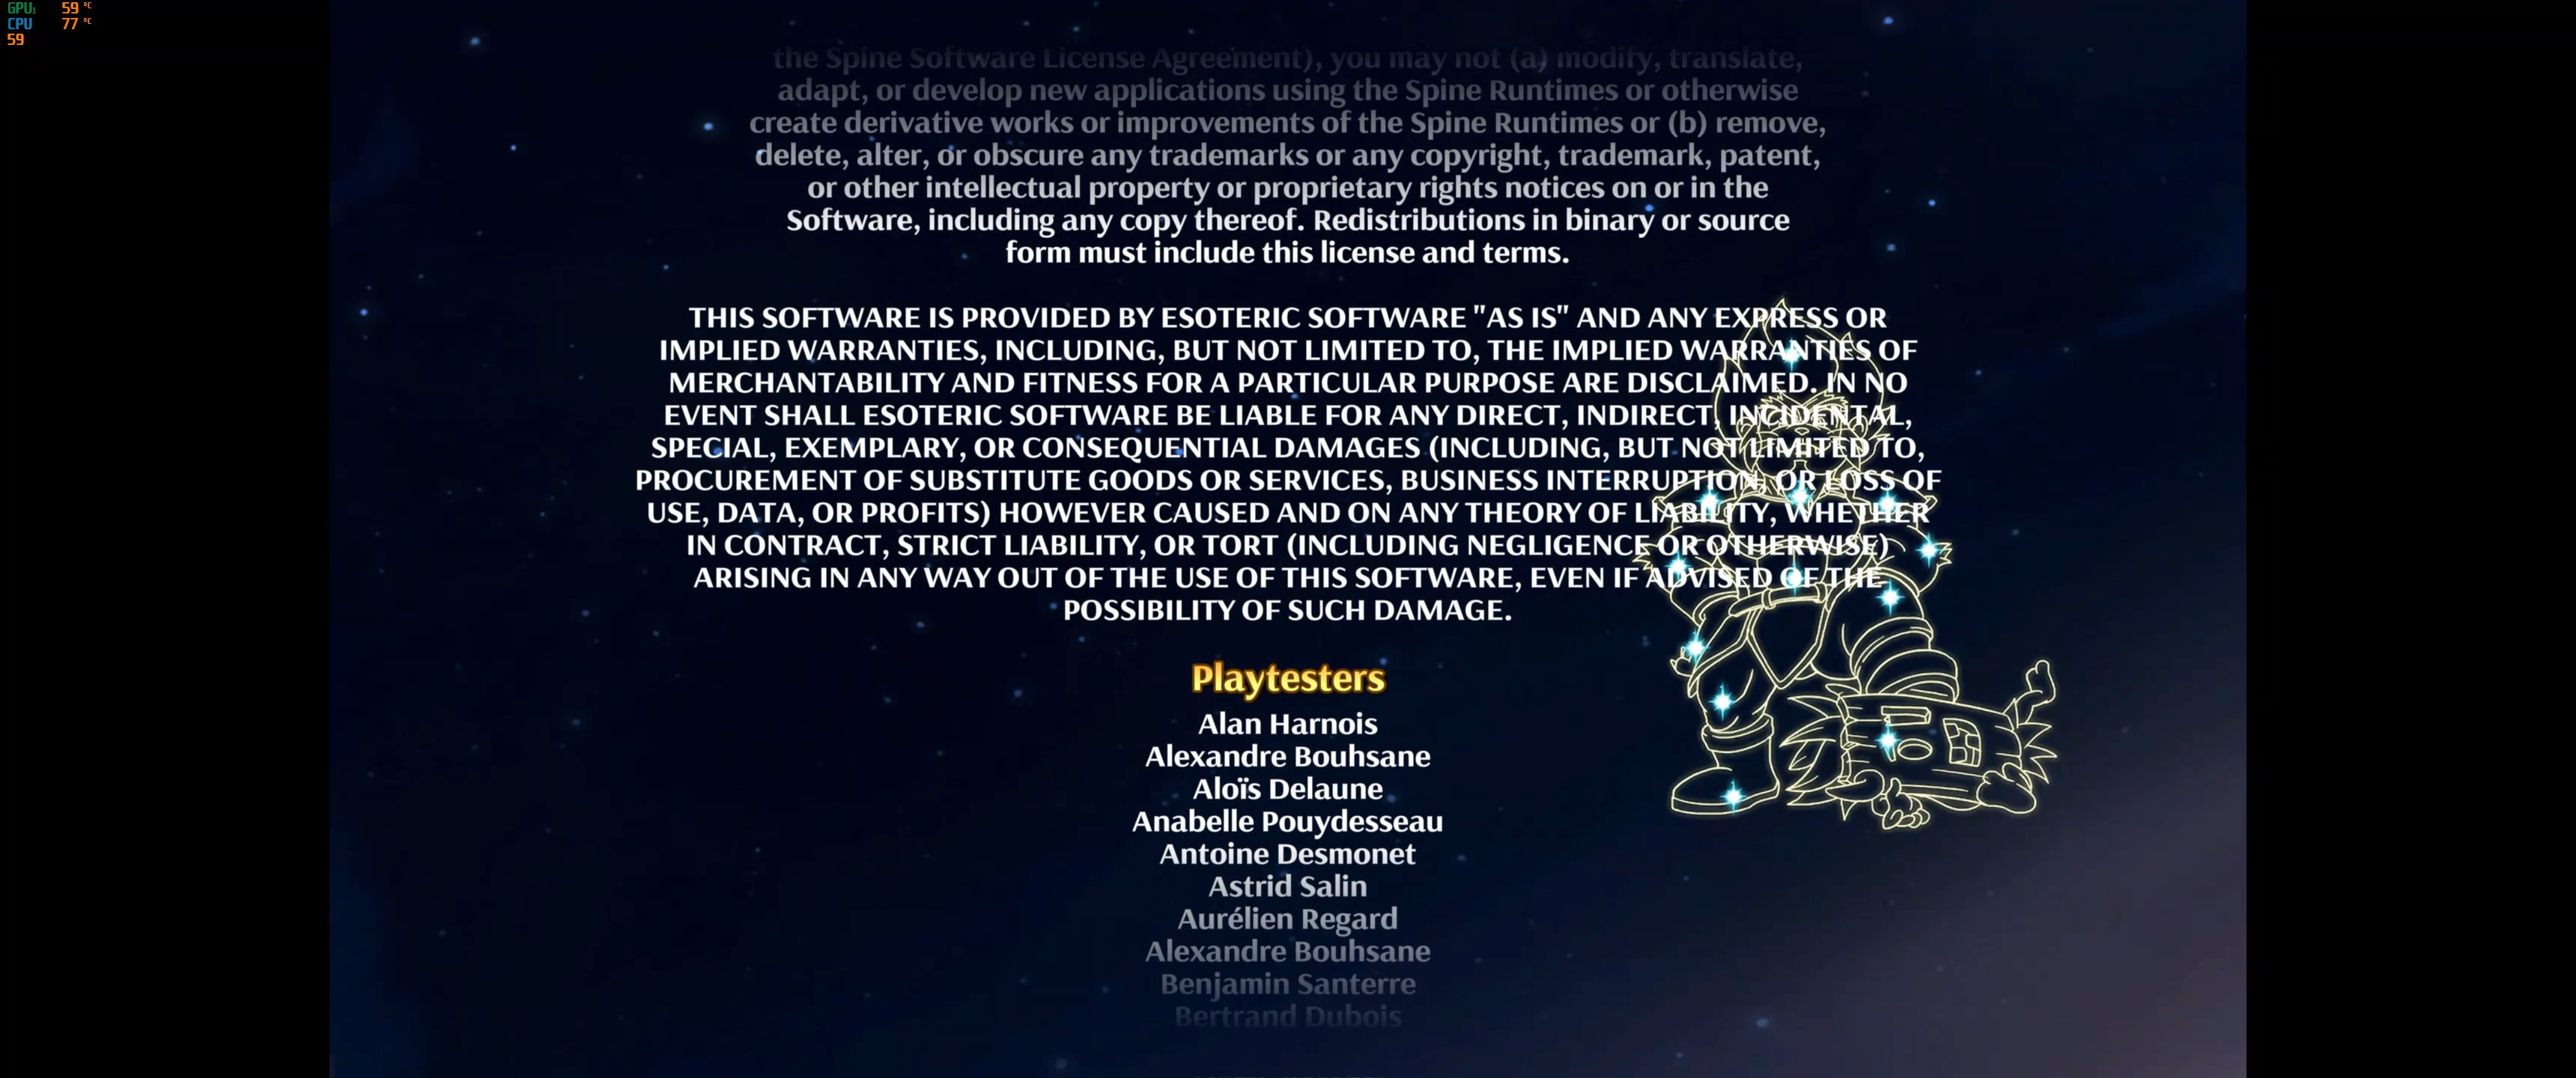 GPU1 59 °C
CPU 77 °C
59
the Spine Software License Agreement), you may not (a) modify, translate,
adapt, or develop new applications using the Spine Runtimes or otherwise
create derivative works or improvements of the Spine Runtimes or (b) remove,
delete, alter, or obscure any trademarks or any copyright, trademark, patent,
or other intellectual property or proprietary rights notices on or in the
Software, including any copy thereof. Redistributions in binary or source
form must include this license and terms.
THIS SOFTWARE IS PROVIDED BY ESOTERIC SOFTWARE "AS IS" AND ANY EXPRESS OR
IMPLIED WARRANTIES, INCLUDING, BUT NOT LIMITED TO, THE IMPLIED WARRANTIES OF
MERCHANTABILITY AND FITNESS FOR A PARTICULAR PURPOSE ARE DISCLAIMED. IN NO
EVENT SHALL ESOTERIC SOFTWARE BE LIABLE FOR ANY DIRECT, INDIRECT, INCIDENTAL,
SPECIAL, EXEMPLARY, OR CONSEQUENTIAL DAMAGES (INCLUDING, BUT NOT LIMITED TO,
PROCUREMENT OF SUBSTITUTE GOODS OR SERVICES, BUSINESS INTERRUPTION, OR LOSS OF
USE, DATA, OR PROFITS) HOWEVER CAUSED AND ON ANY THEORY OF LIABILITY, WHETHER
IN CONTRACT, STRICT LIABILITY, OR TORT (INCLUDING NEGLIGENCE OR OTHERWISE)
ARISING IN ANY WAY OUT OF THE USE OF THIS SOFTWARE, EVEN IF ADVISED OF THE
POSSIBILITY OF SUCH DAMAGE.
Playtesters
Alan Harnois
Alexandre Bouhsane
Aloïs Delaune
Anabelle Pouydesseau
Antoine Desmonet
Astrid Salin
Aurélien Regard
Alexandre Bouhsane
Benjamin Santerre
Bertrand Dubois